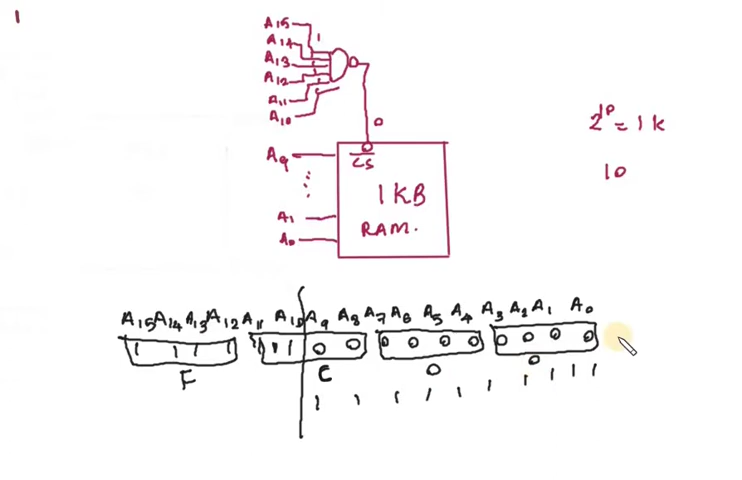 1
A15
A14
A13
A12
A11
A10
1
0
2^10 = 1 K
10
A9
CS
1 KB
RAM.
A1
A0
A15 A14 A13 A12 A11 A10 A9 A8 A7 A6 A5 A4 A3 A2 A1 A0
1 1 1 1 1 1 0 0 0 0 0 0 0 0 0 0
F C 0 0
1 1 1 1 1 1 1 1 1 1